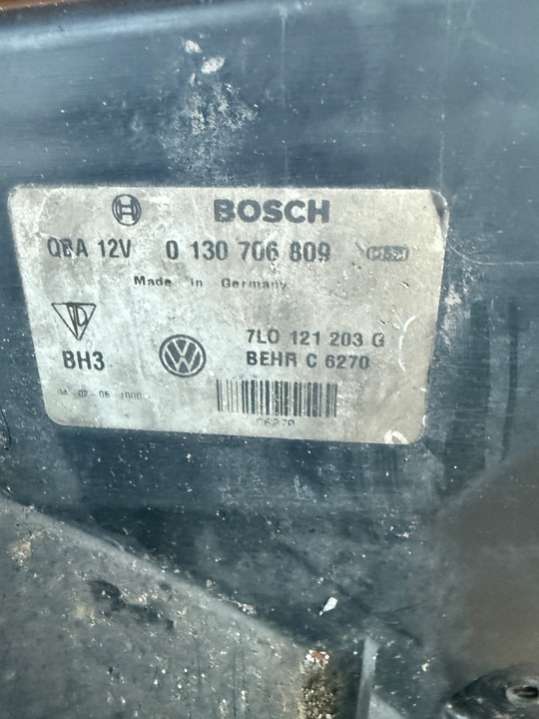 BOSCH
QBA 12V 0 130 706 809
Made in Germany
7L0 121 203 G
BH3 BEHR C 6270